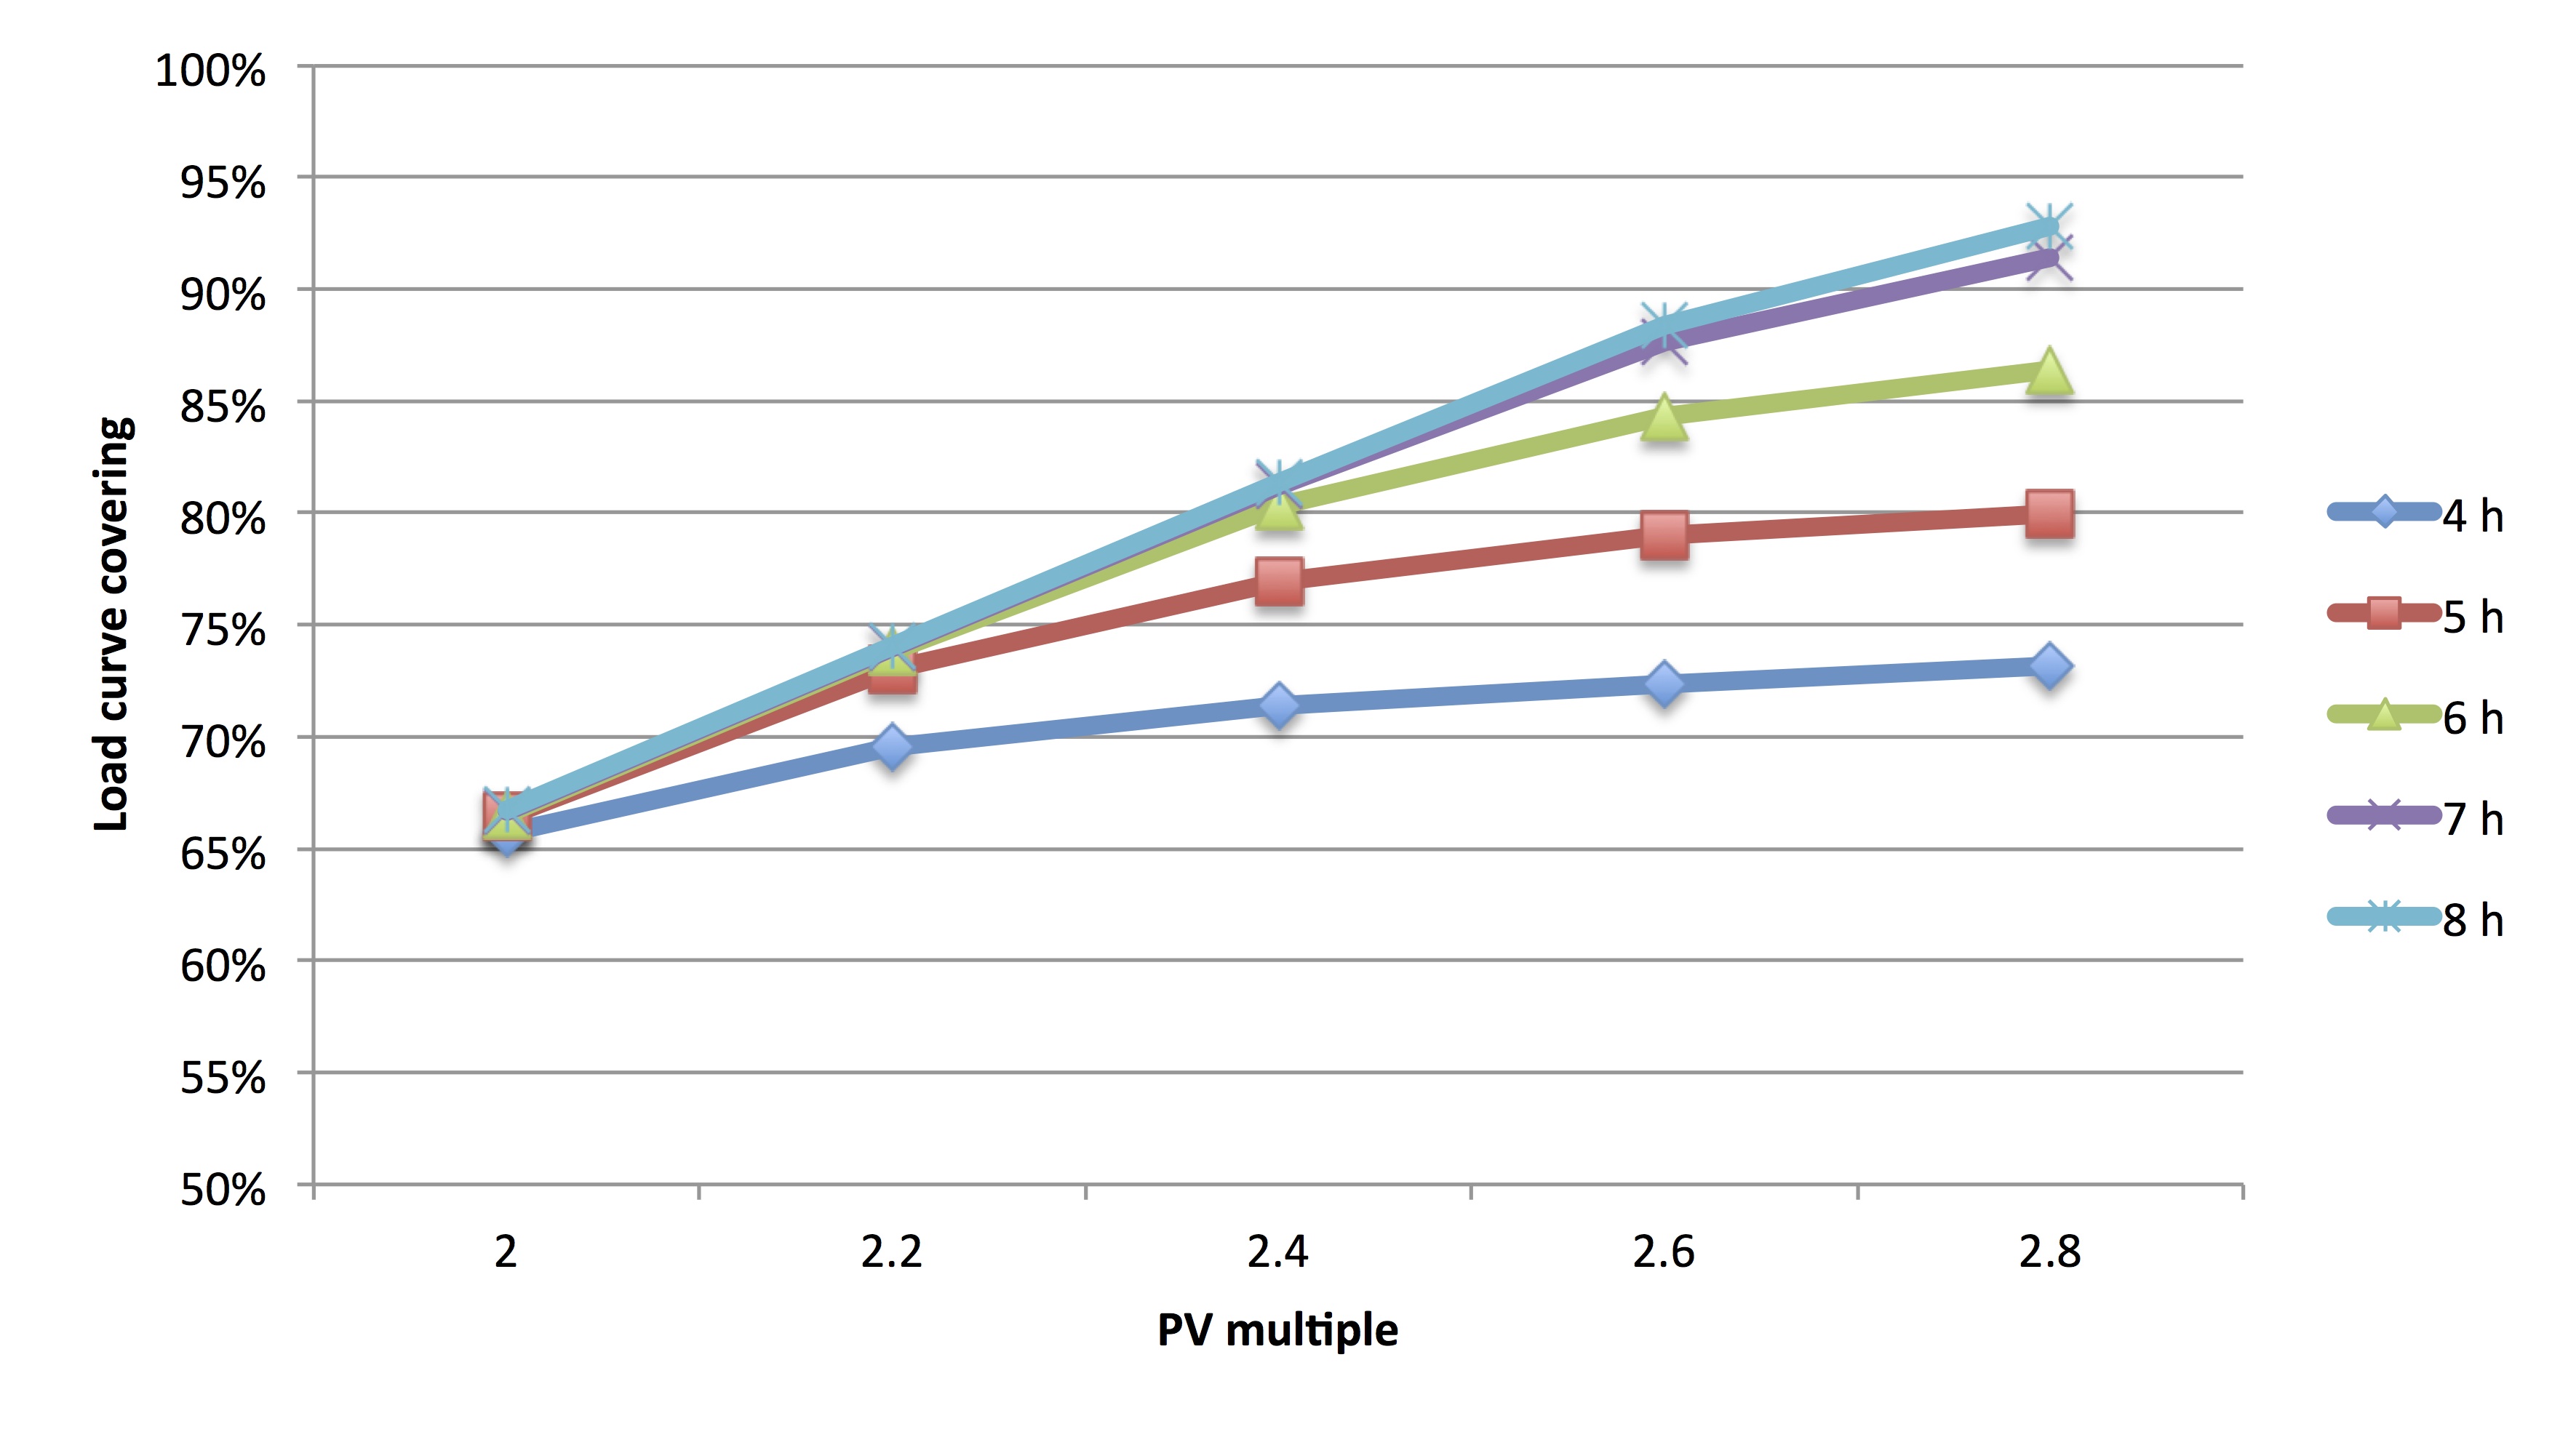 100%
95%
90%
85%
80%
75%
70%
65%
60%
55%
50%
Load curve covering
2 2.2 2.4 2.6 2.8
PV multiple
4 h
5 h
6 h
7 h
8 h